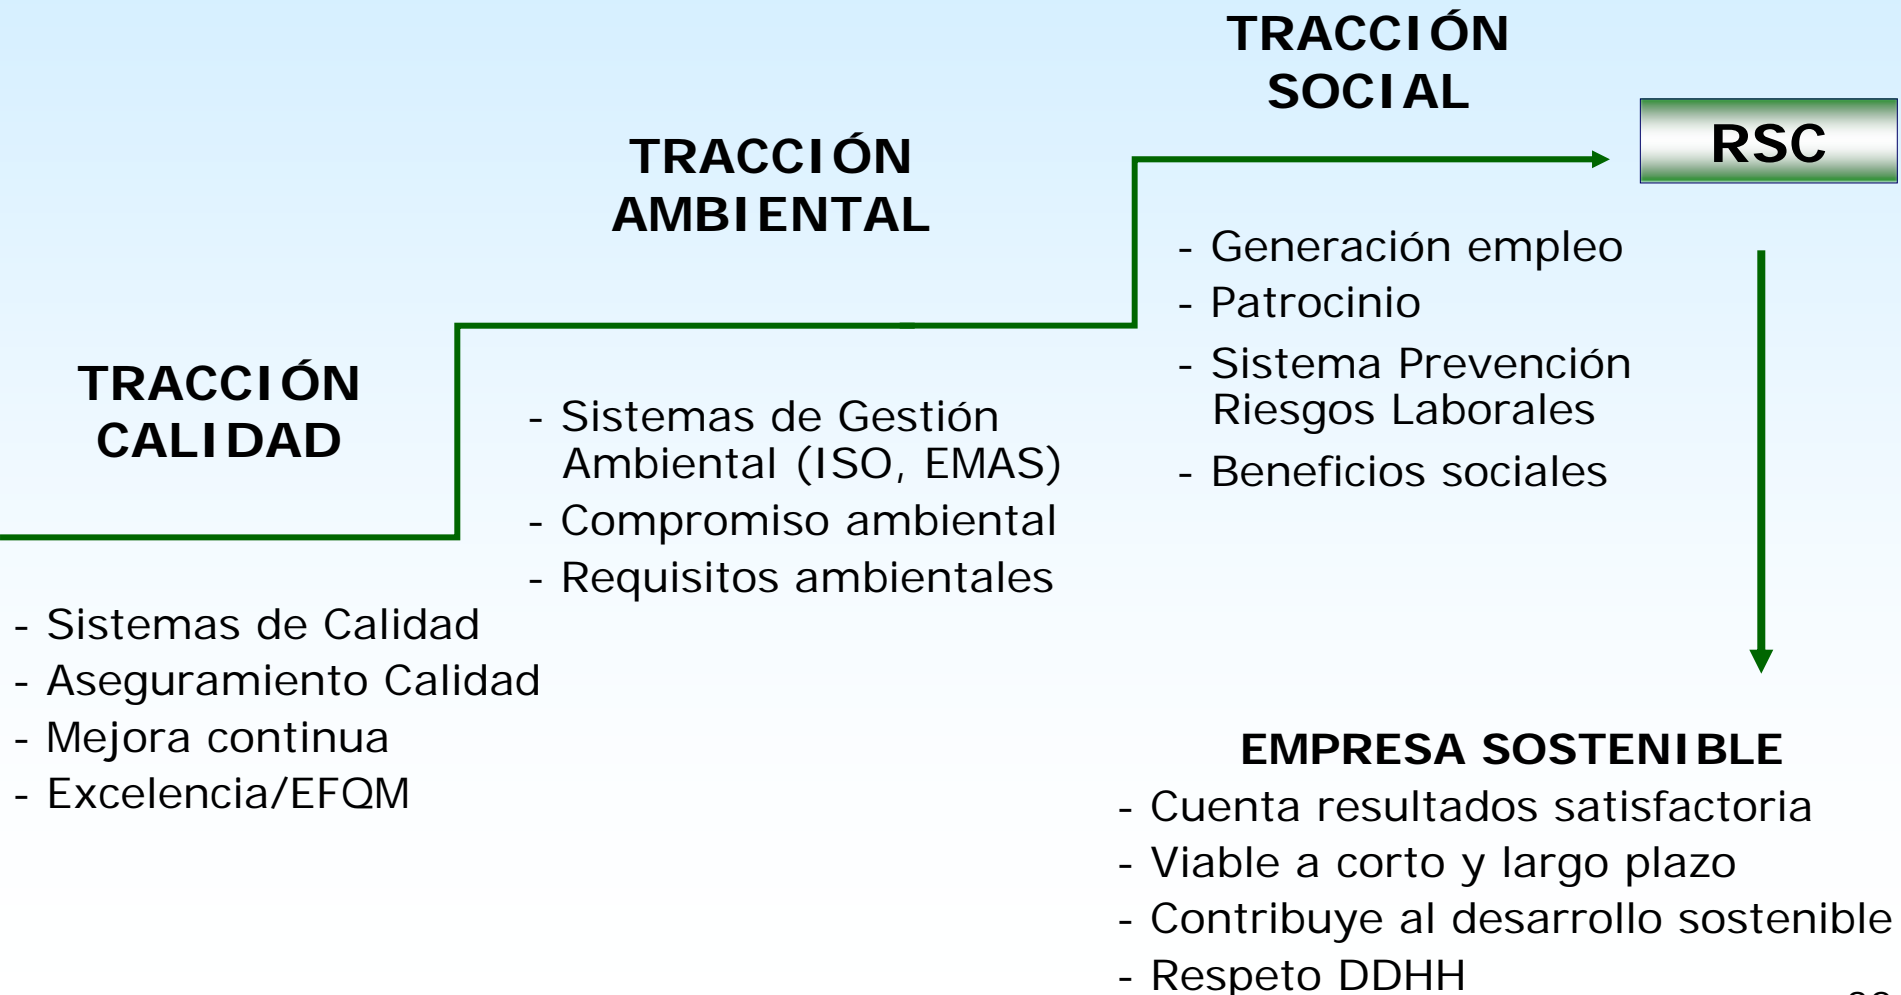 TRACCIÓN
SOCIAL
RSC
TRACCIÓN
AMBIENTAL
- Generación empleo
- Patrocinio
- Sistema Prevención
Riesgos Laborales
- Beneficios sociales
TRACCIÓN
CALIDAD
- Sistemas de Gestión
Ambiental (ISO, EMAS)
- Compromiso ambiental
- Requisitos ambientales
- Sistemas de Calidad
- Aseguramiento Calidad
- Mejora continua
- Excelencia/EFQM
EMPRESA SOSTENIBLE
- Cuenta resultados satisfactoria
- Viable a corto y largo plazo
- Contribuye al desarrollo sostenible
- Respeto DDHH